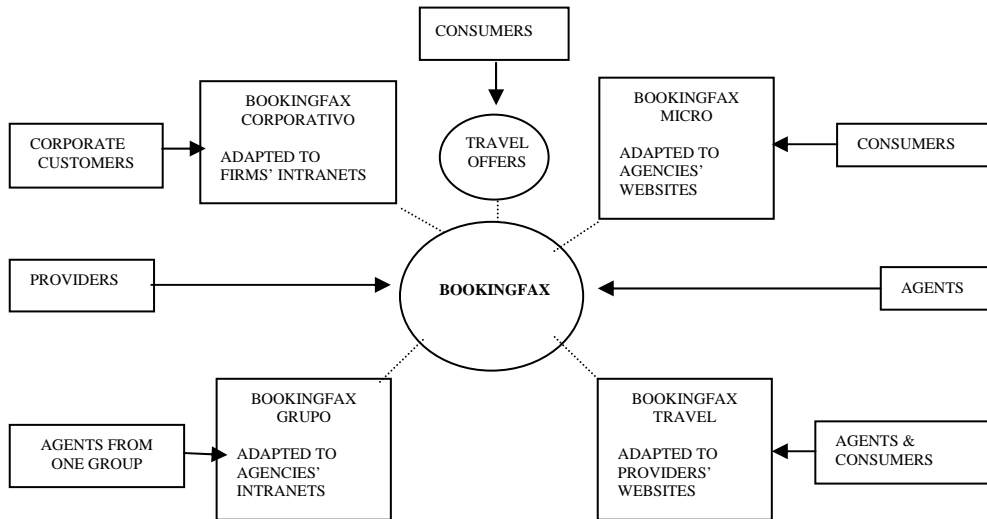 CONSUMERS
BOOKINGFAX
CORPORATIVO
ADAPTED TO
FIRMS' INTRANETS
CORPORATE
CUSTOMERS
TRAVEL
OFFERS
BOOKINGFAX
MICRO
ADAPTED TO
AGENCIES'
WEBSITES
CONSUMERS
PROVIDERS
BOOKINGFAX
AGENTS
BOOKINGFAX
GRUPO
ADAPTED TO
AGENCIES'
INTRANETS
AGENTS FROM
ONE GROUP
BOOKINGFAX
TRAVEL
ADAPTED TO
PROVIDERS'
WEBSITES
AGENTS &
CONSUMERS